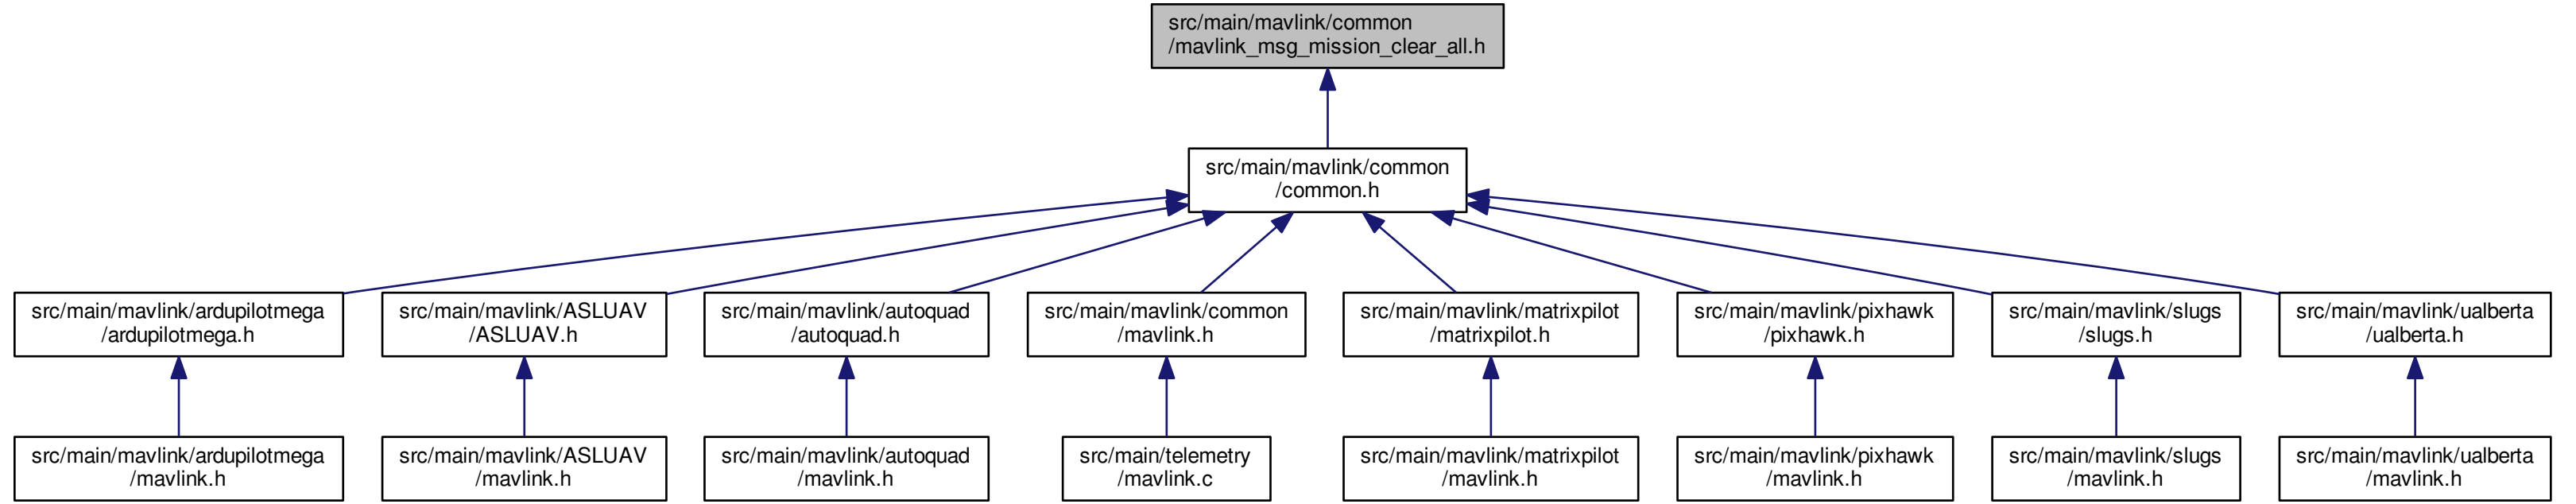 src/main/mavlink/common
/mavlink_msg_mission_clear_all.h
src/main/mavlink/common
/common.h
src/main/mavlink/ardupilotmega
/ardupilotmega.h
src/main/mavlink/ASLUAV
/ASLUAV.h
src/main/mavlink/autoquad
/autoquad.h
src/main/mavlink/common
/mavlink.h
src/main/mavlink/matrixpilot
/matrixpilot.h
src/main/mavlink/pixhawk
/pixhawk.h
src/main/mavlink/slugs
/slugs.h
src/main/mavlink/ualberta
/ualberta.h
src/main/mavlink/ardupilotmega
/mavlink.h
src/main/mavlink/ASLUAV
/mavlink.h
src/main/mavlink/autoquad
/mavlink.h
src/main/telemetry
/mavlink.c
src/main/mavlink/matrixpilot
/mavlink.h
src/main/mavlink/pixhawk
/mavlink.h
src/main/mavlink/slugs
/mavlink.h
src/main/mavlink/ualberta
/mavlink.h